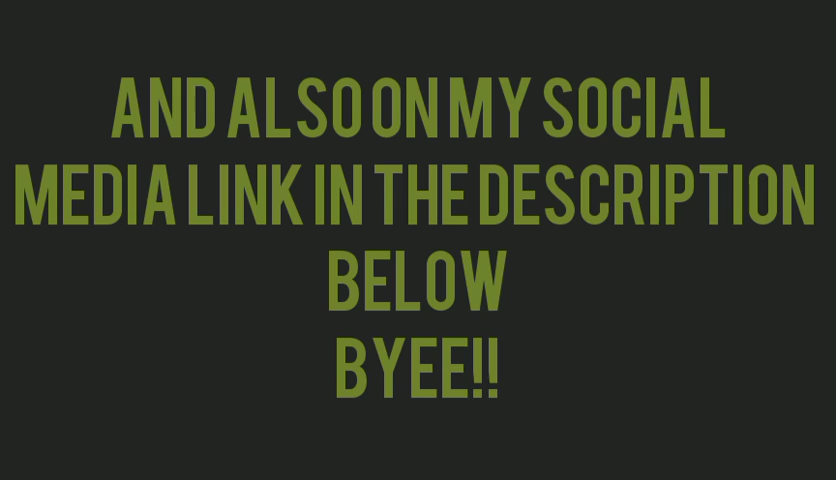 AND ALSO ON MY SOCIAL
MEDIA LINK IN THE DESCRIPTION
BELOW
BYEE!!